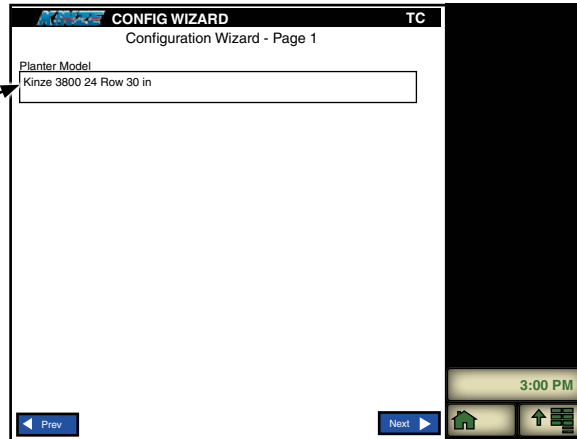 KINZE CONFIG WIZARD TC
Configuration Wizard - Page 1
Planter Model
Kinze 3800 24 Row 30 in
3:00 PM
Prev
Next